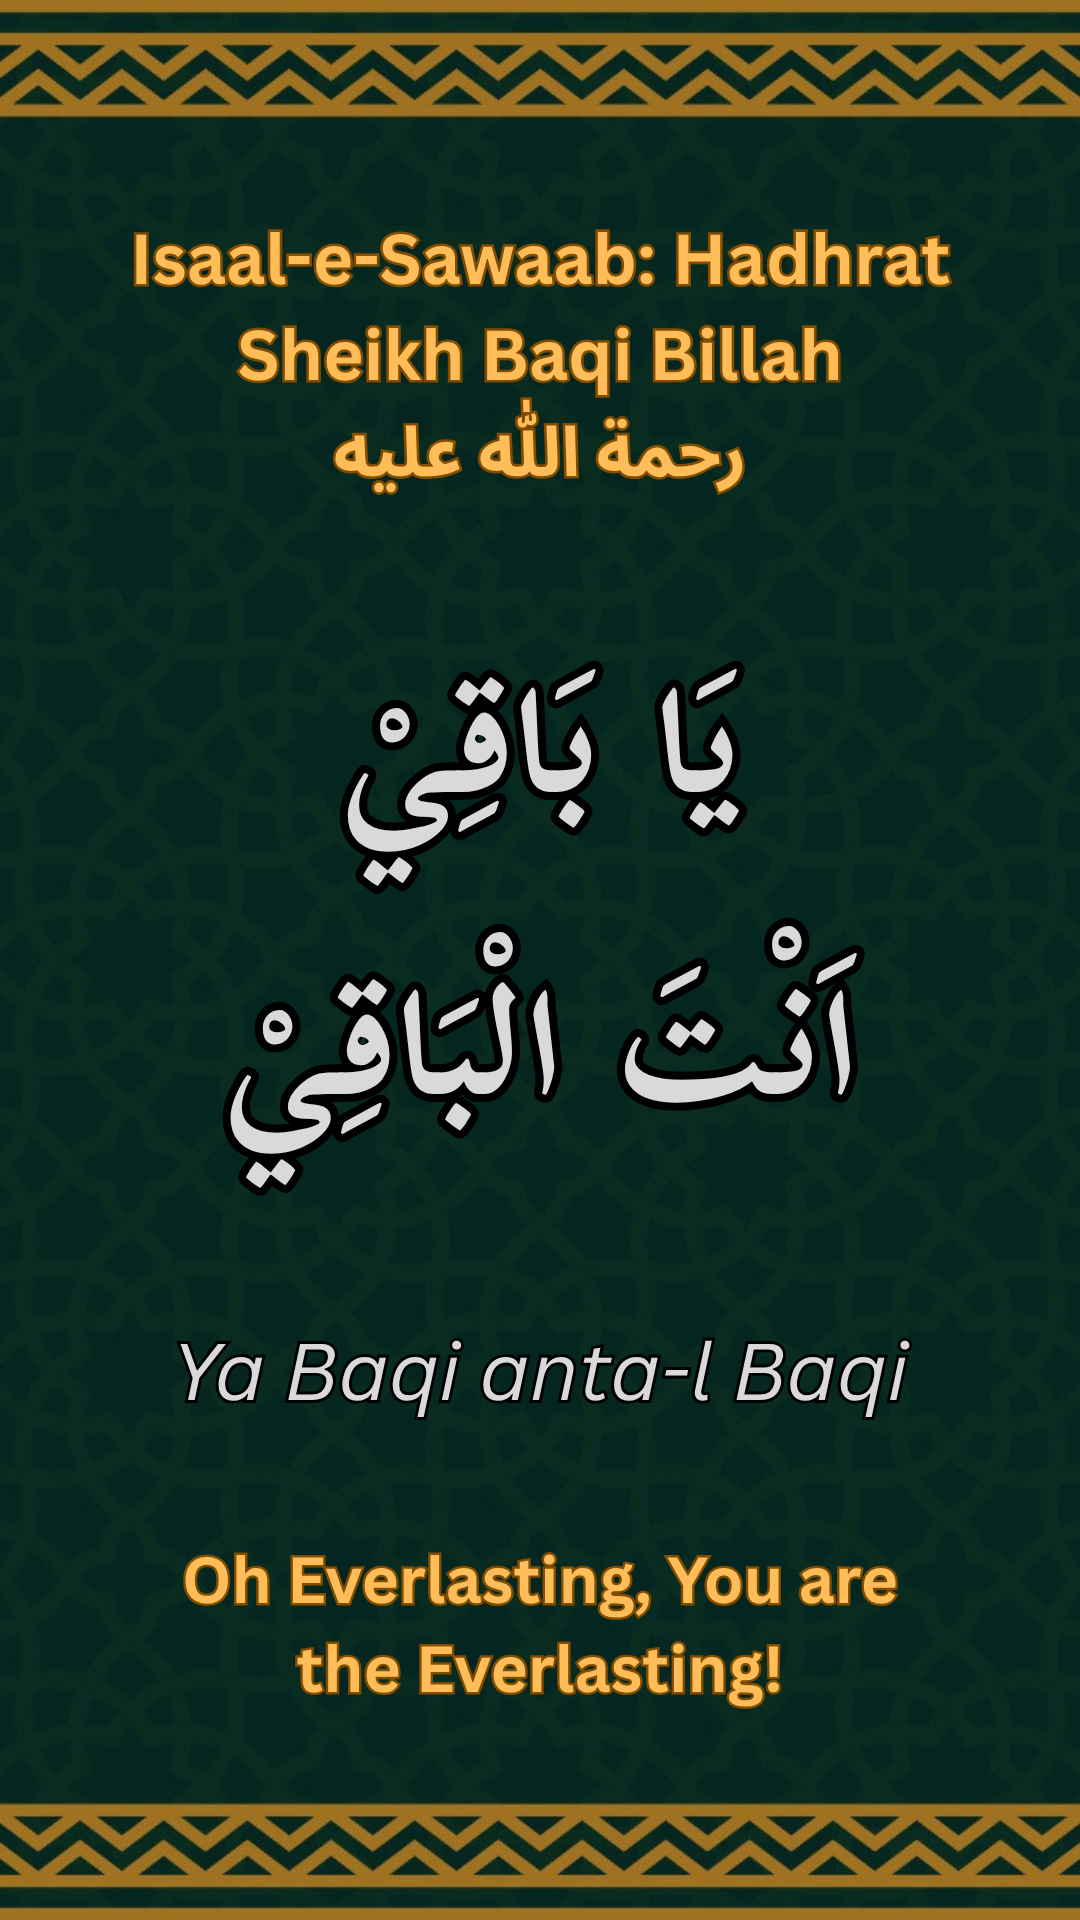 Isaal-e-Sawaab: Hadhrat
Sheikh Baqi Billah
رحمة الله عليه
يَا بَاقِيْ
اَنْتَ الْبَاقِيْ
Ya Baqi anta-l Baqi
Oh Everlasting, You are
the Everlasting!